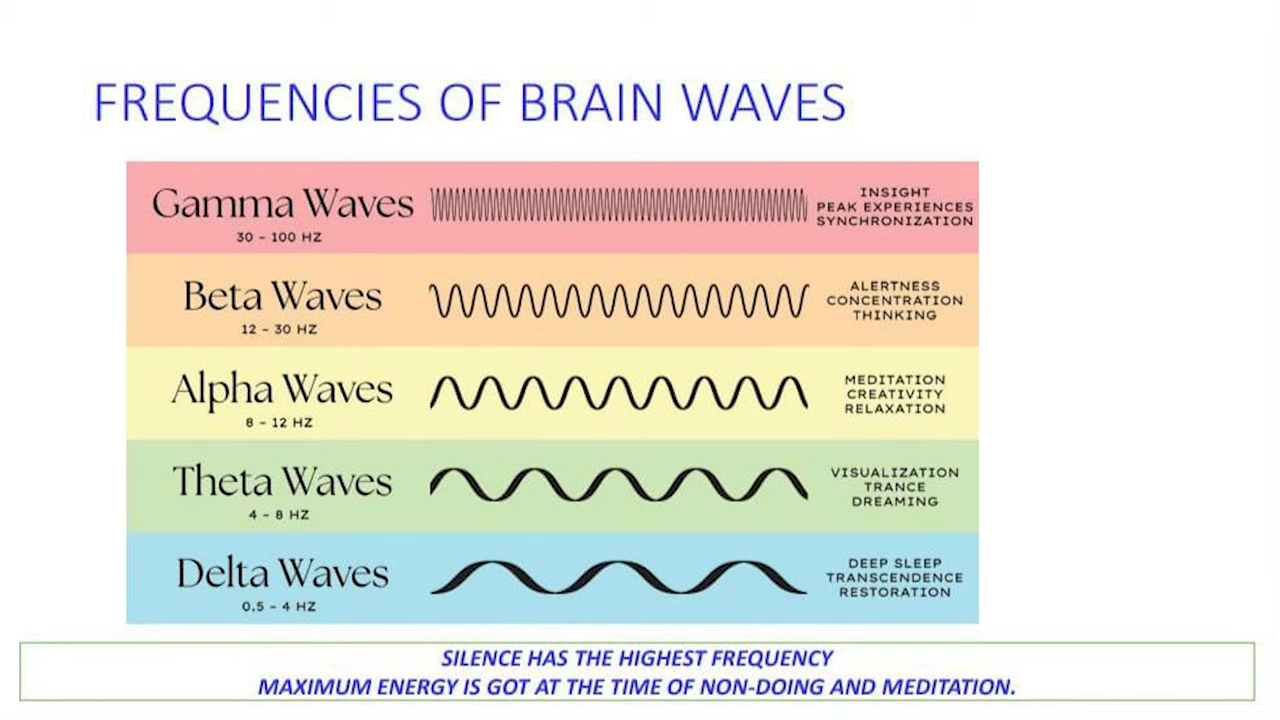 FREQUENCIES OF BRAIN WAVES
Gamma Waves
30 - 100 HZ
INSIGHT
PEAK EXPERIENCES
SYNCHRONIZATION
Beta Waves
12 - 30 HZ
ALERTNESS
CONCENTRATION
THINKING
Alpha Waves
8 - 12 HZ
MEDITATION
CREATIVITY
RELAXATION
Theta Waves
4 - 8 HZ
VISUALIZATION
TRANCE
DREAMING
Delta Waves
0.5 - 4 HZ
DEEP SLEEP
TRANSCENDENCE
RESTORATION
SILENCE HAS THE HIGHEST FREQUENCY
MAXIMUM ENERGY IS GOT AT THE TIME OF NON-DOING AND MEDITATION.